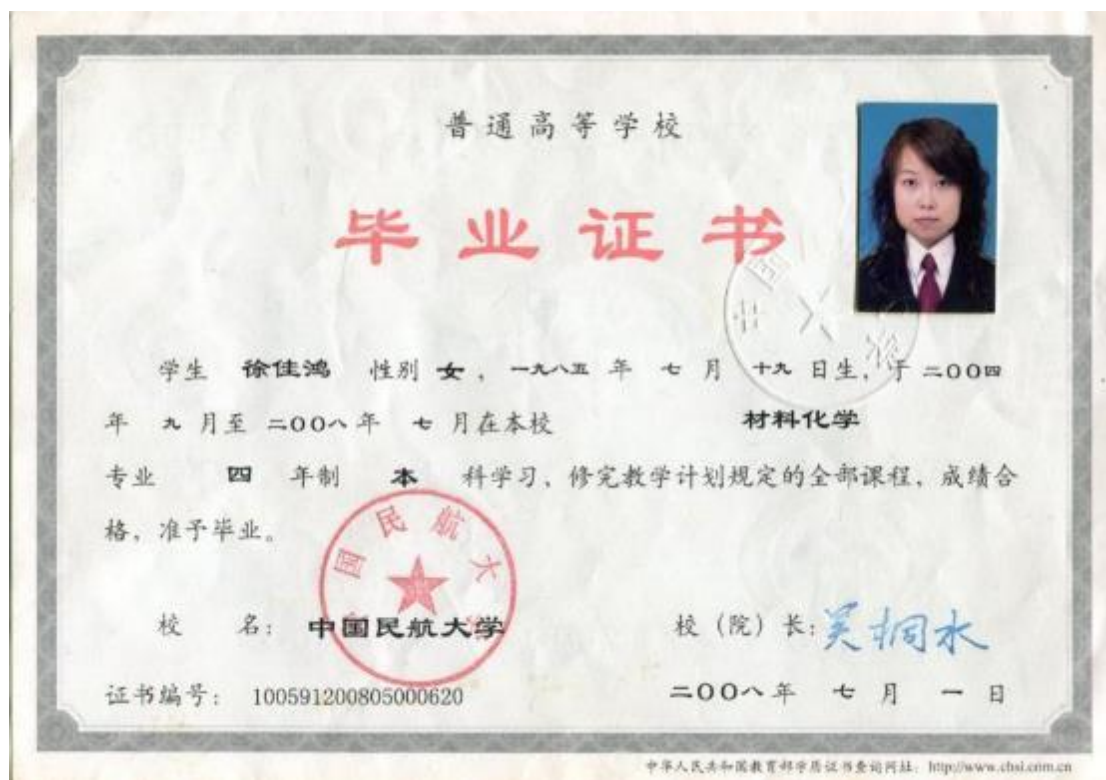 普通高等学校
毕业证书
学生 徐佳鸿 性别 女，一九八五 年 七 月 十九 日生，于 二00四
年 九 月至 二00八年 七 月在本校 材料化学
专业 四 年制 本 科学习，修完教学计划规定的全部课程，成绩合
格，准予毕业。
国民航大
校 名：中国民航大学 校（院）长：吴桐水
证书编号：100591200805000620 二00八年 七 月 一 日
中华人民共和国教育部学历证书查询网址：http://www.chsi.com.cn